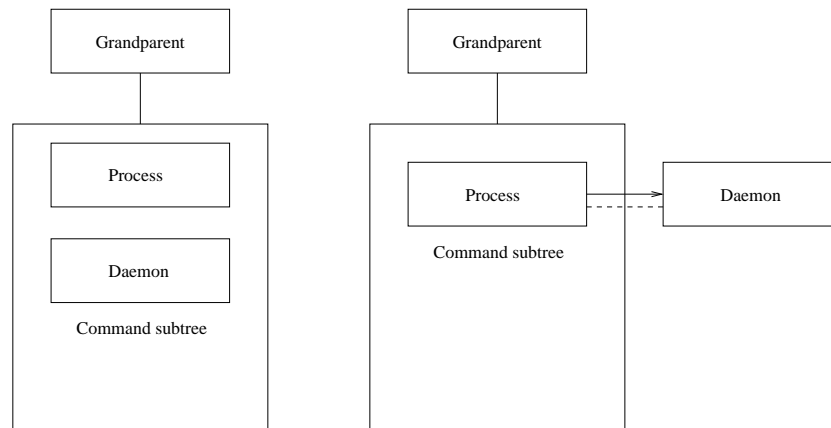 Grandparent
Process
Daemon
Command subtree
Grandparent
Process
Daemon
Command subtree